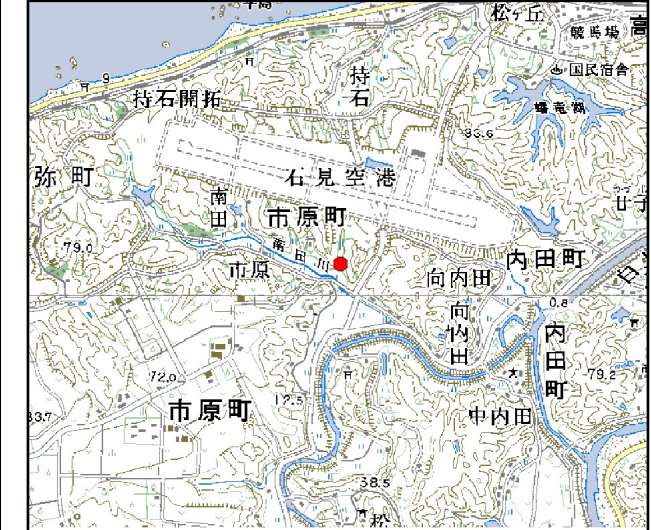 松ヶ丘
高
競馬場
国民宿舎
蟠竜湖
9
持石
持石開拓
93.6
石見空港
弥町
南田
市原町
79.0
南田川
市原
向内田
内田町
0.8
向内田
内田町
72.0
12.5
79.2
市原町
中内田
38.5
松